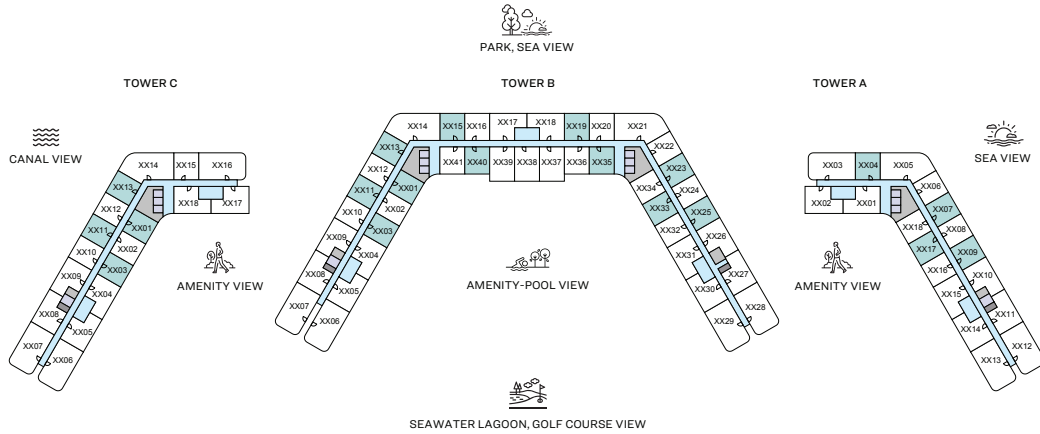 PARK, SEA VIEW
TOWER C
TOWER B
TOWER A
CANAL VIEW
SEA VIEW
XX14
XX15
XX16
XX13
XX12
XX11
XX10
XX09
XX08
XX07
XX06
XX05
XX04
XX03
XX02
XX01
XX18
XX17
AMENITY VIEW
XX14
XX15
XX16
XX17
XX18
XX19
XX20
XX21
XX13
XX41
XX40
XX39
XX38
XX37
XX36
XX35
XX22
XX12
XX01
XX34
XX23
XX11
XX02
XX33
XX24
XX10
XX03
XX32
XX25
XX09
XX04
XX31
XX26
XX08
XX05
XX30
XX27
XX07
XX06
XX29
XX28
AMENITY-POOL VIEW
XX03
XX04
XX05
XX02
XX01
XX06
XX18
XX07
XX17
XX08
XX16
XX09
XX15
XX10
XX14
XX11
XX13
XX12
AMENITY VIEW
SEAWATER LAGOON, GOLF COURSE VIEW